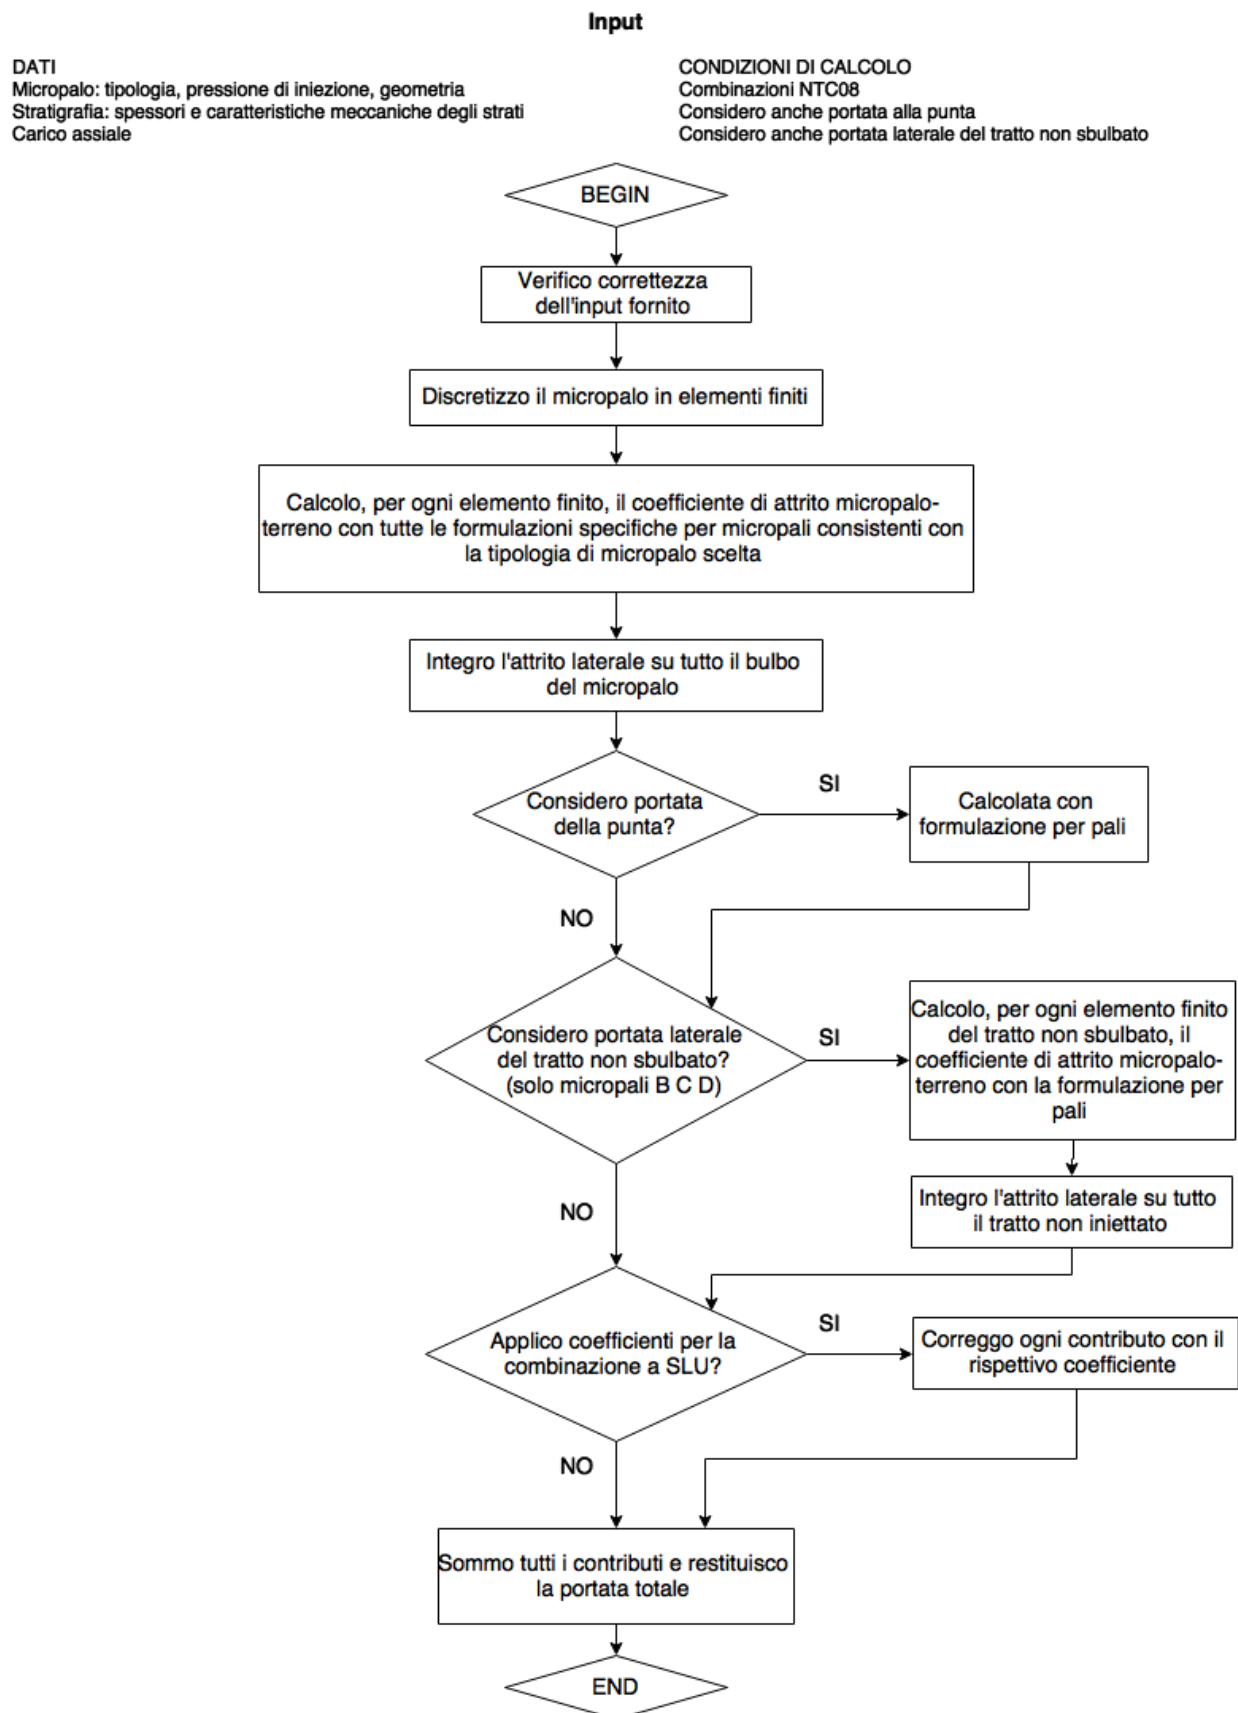 Input
DATI
Micropalo: tipologia, pressione di iniezione, geometria
Stratigrafia: spessori e caratteristiche meccaniche degli strati
Carico assiale
CONDIZIONI DI CALCOLO
Combinazioni NTC08
Considero anche portata alla punta
Considero anche portata laterale del tratto non sbulbato
BEGIN
Verifico correttezza
dell'input fornito
Discretizzo il micropalo in elementi finiti
Calcolo, per ogni elemento finito, il coefficiente di attrito micropalo-
terreno con tutte le formulazioni specifiche per micropali consistenti con
la tipologia di micropalo scelta
Integro l'attrito laterale su tutto il bulbo
del micropalo
Considero portata
della punta?
SI
Calcolata con
formulazione per pali
NO
Considero portata laterale
del tratto non sbulbato?
(solo micropali B C D)
SI
Calcolo, per ogni elemento finito
del tratto non sbulbato, il
coefficiente di attrito micropalo-
terreno con la formulazione per
pali
Integro l'attrito laterale su tutto
il tratto non iniettato
NO
Applico coefficienti per la
combinazione a SLU?
SI
Correggo ogni contributo con il
rispettivo coefficiente
NO
Sommo tutti i contributi e restituisco
la portata totale
END